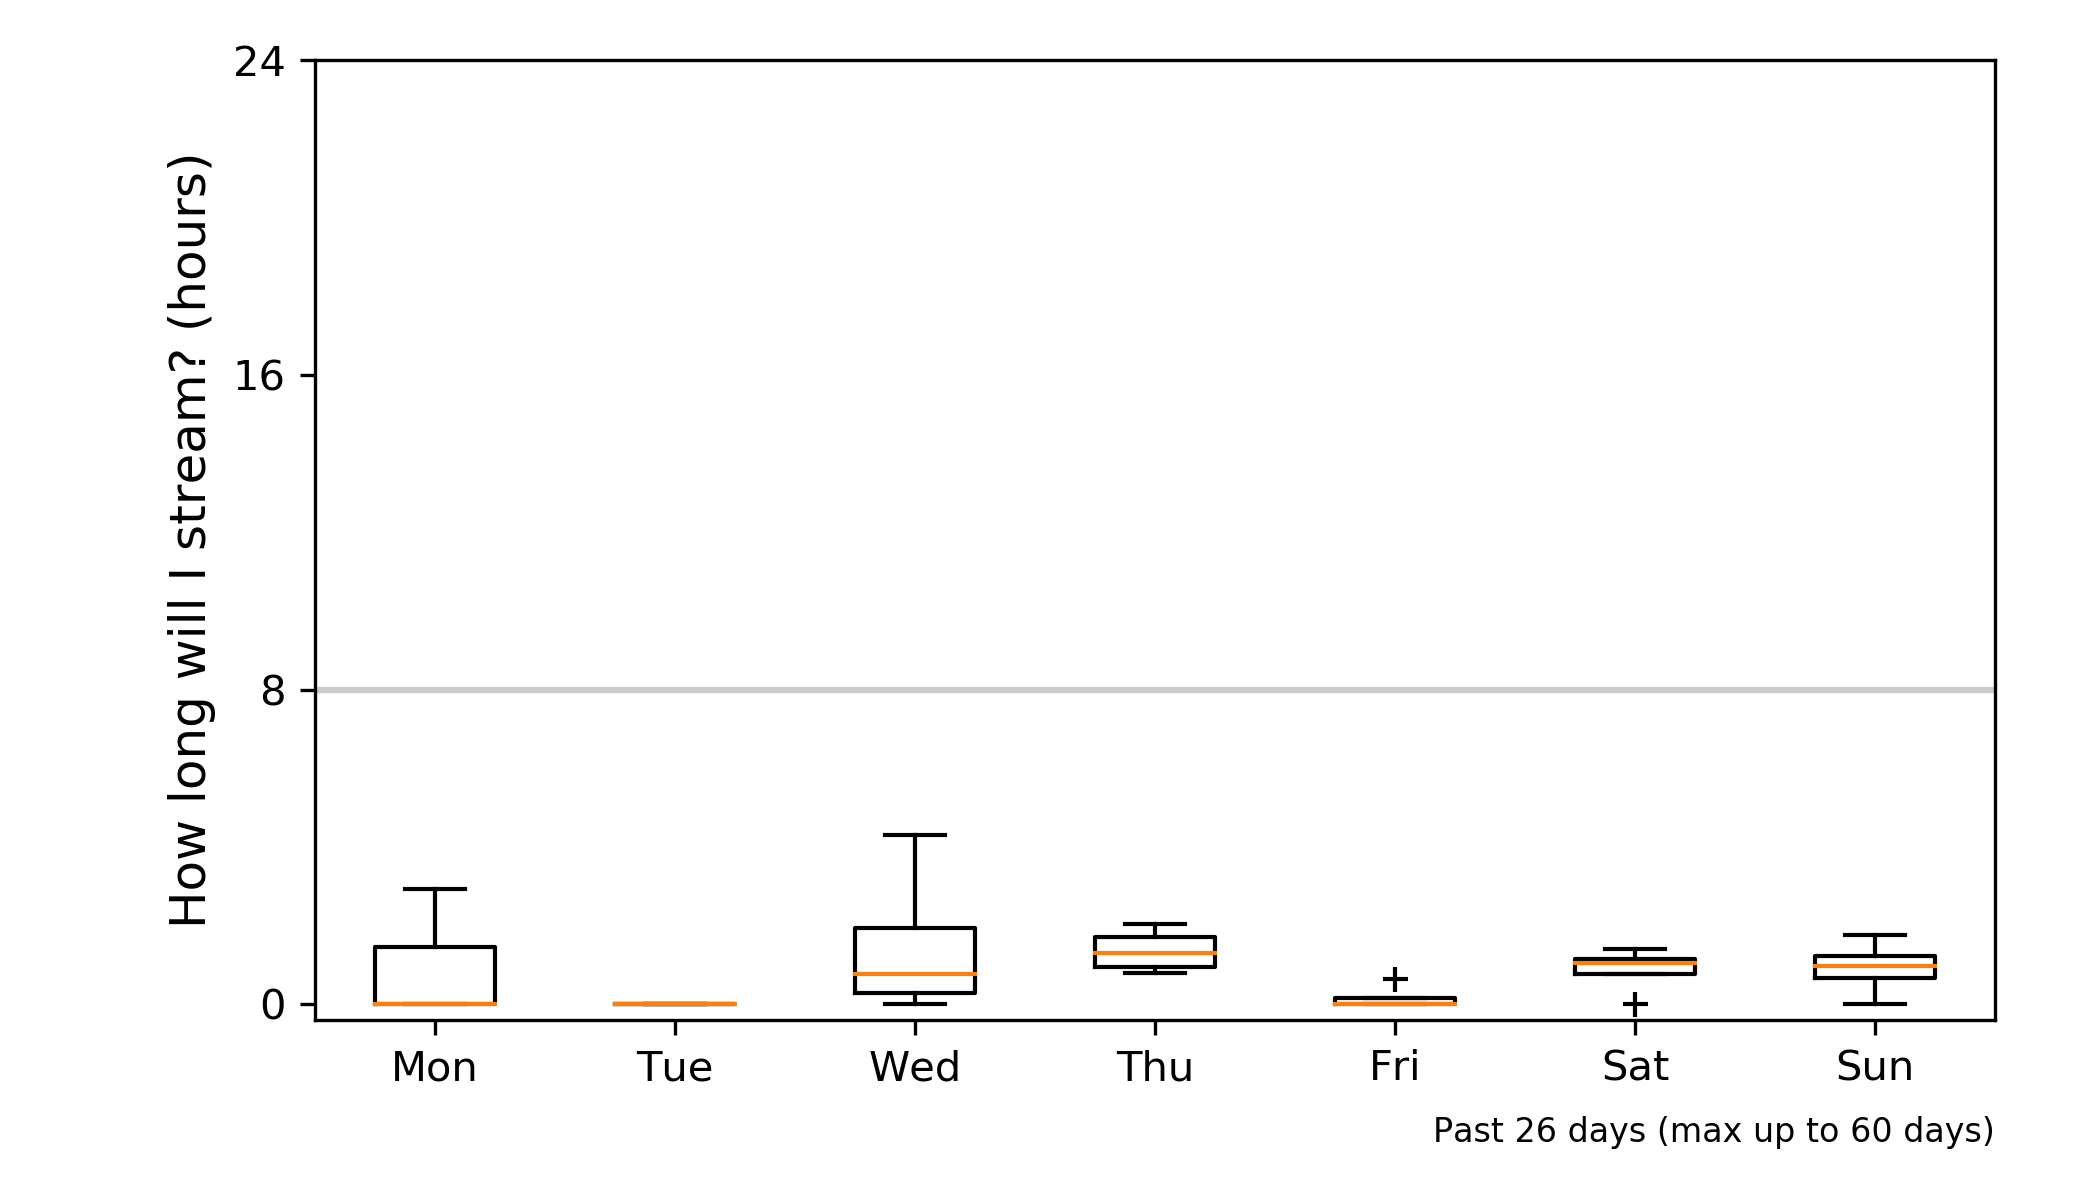 How long will I stream? (hours)
24
16
8
0
Mon Tue Wed Thu Fri Sat Sun
Past 26 days (max up to 60 days)